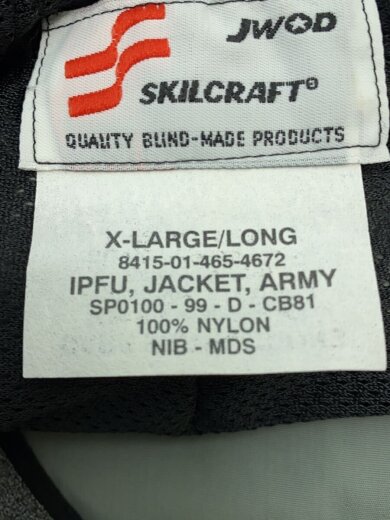 JWOD
SKILCRAFT®
QUALITY BLIND-MADE PRODUCTS
X-LARGE/LONG
8415-01-465-4672
IPFU, JACKET, ARMY
SP0100 - 99 - D - CB81
100% NYLON
NIB - MDS